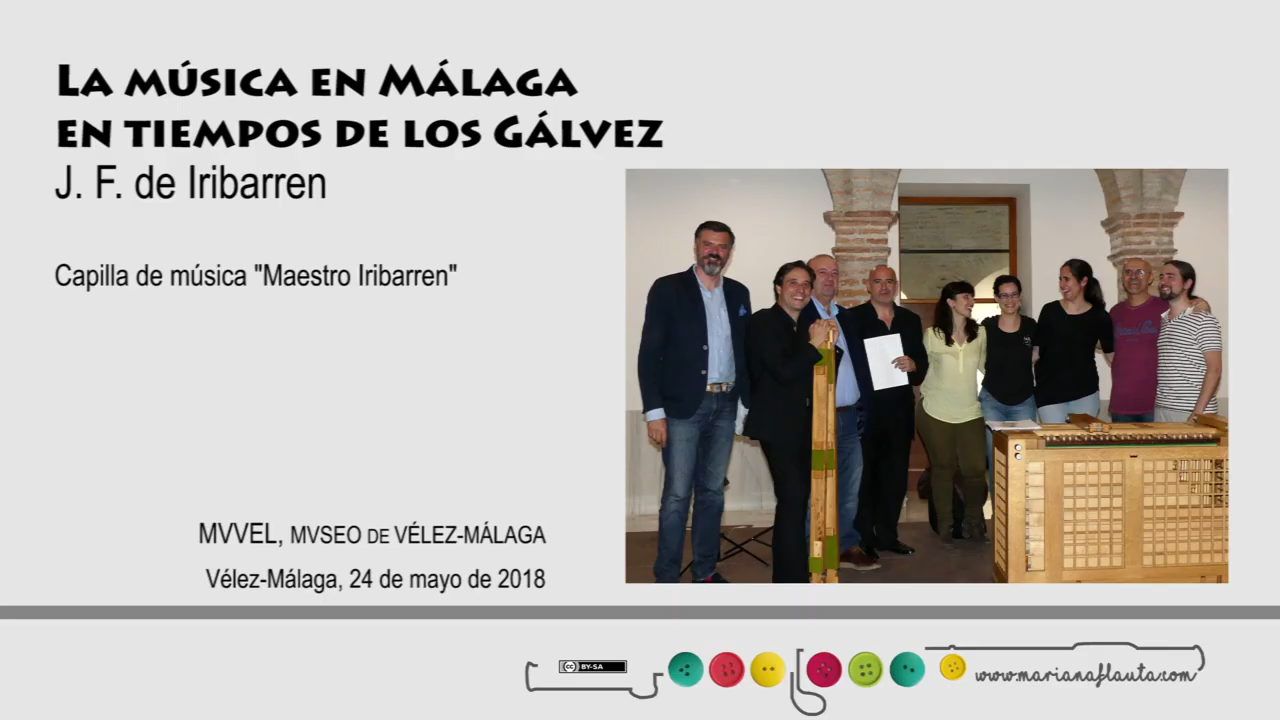 LA MÚSICA EN MÁLAGA
EN TIEMPOS DE LOS GÁLVEZ
J. F. de Iribarren
Capilla de música "Maestro Iribarren"
MVVEL, MVSEO DE VÉLEZ-MÁLAGA
Vélez-Málaga, 24 de mayo de 2018
cc BY-SA
www.marianaflauta.com